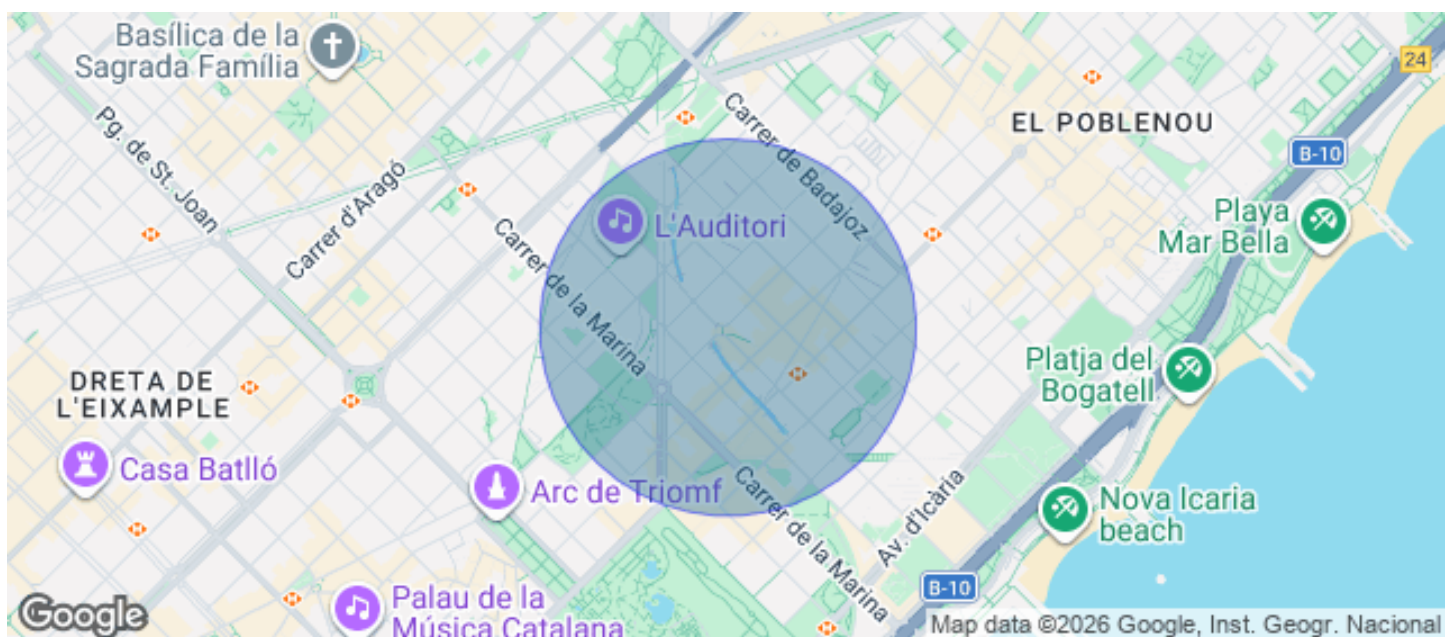 Basílica de la
Sagrada Família
24
Carrer de Badajoz
EL POBLENOU
B-10
Pg. de St. Joan
Carrer d'Aragó
L'Auditori
Playa
Mar Bella
Carrer de la Marina
DRETA DE
L'EIXAMPLE
Platja del
Bogatell
Casa Batlló
Arc de Triomf
Carrer de la Marina
Av. d'Icària
Nova Icaria
beach
B-10
Palau de la
Música Catalana
Google
Map data ©2026 Google, Inst. Geogr. Nacional